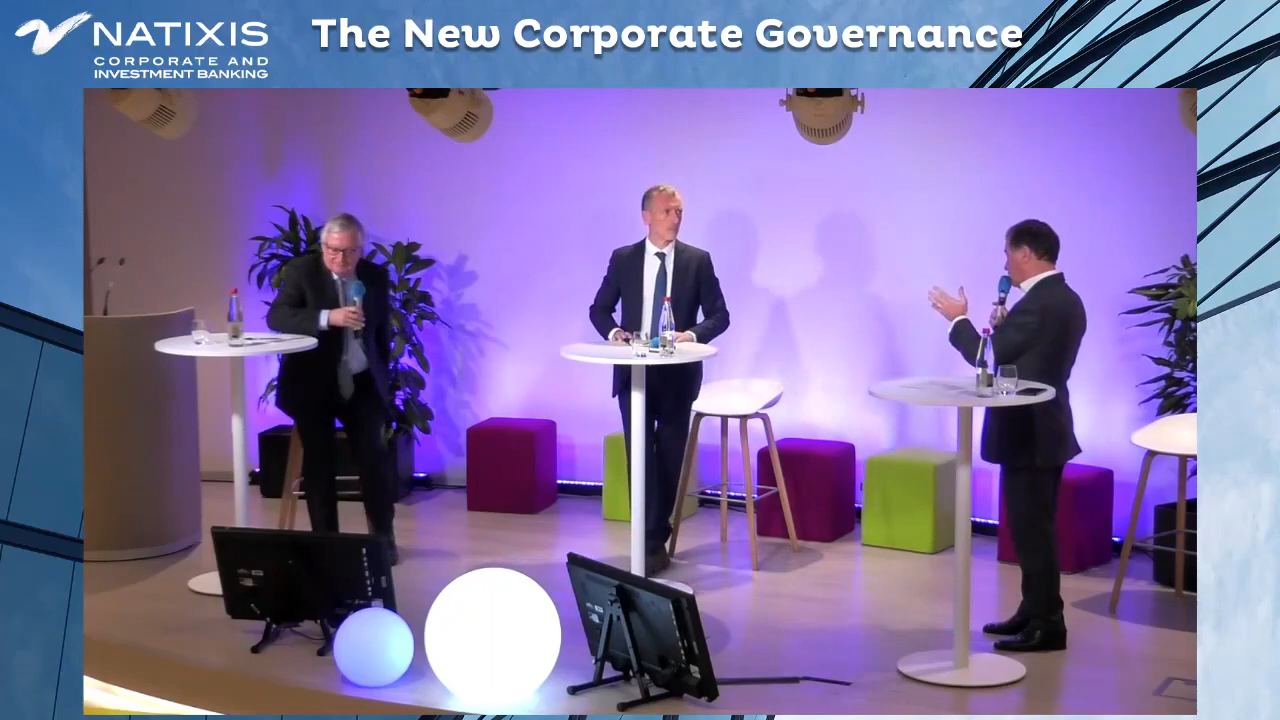 NATIXIS
CORPORATE AND
INVESTMENT BANKING
The New Corporate Governance